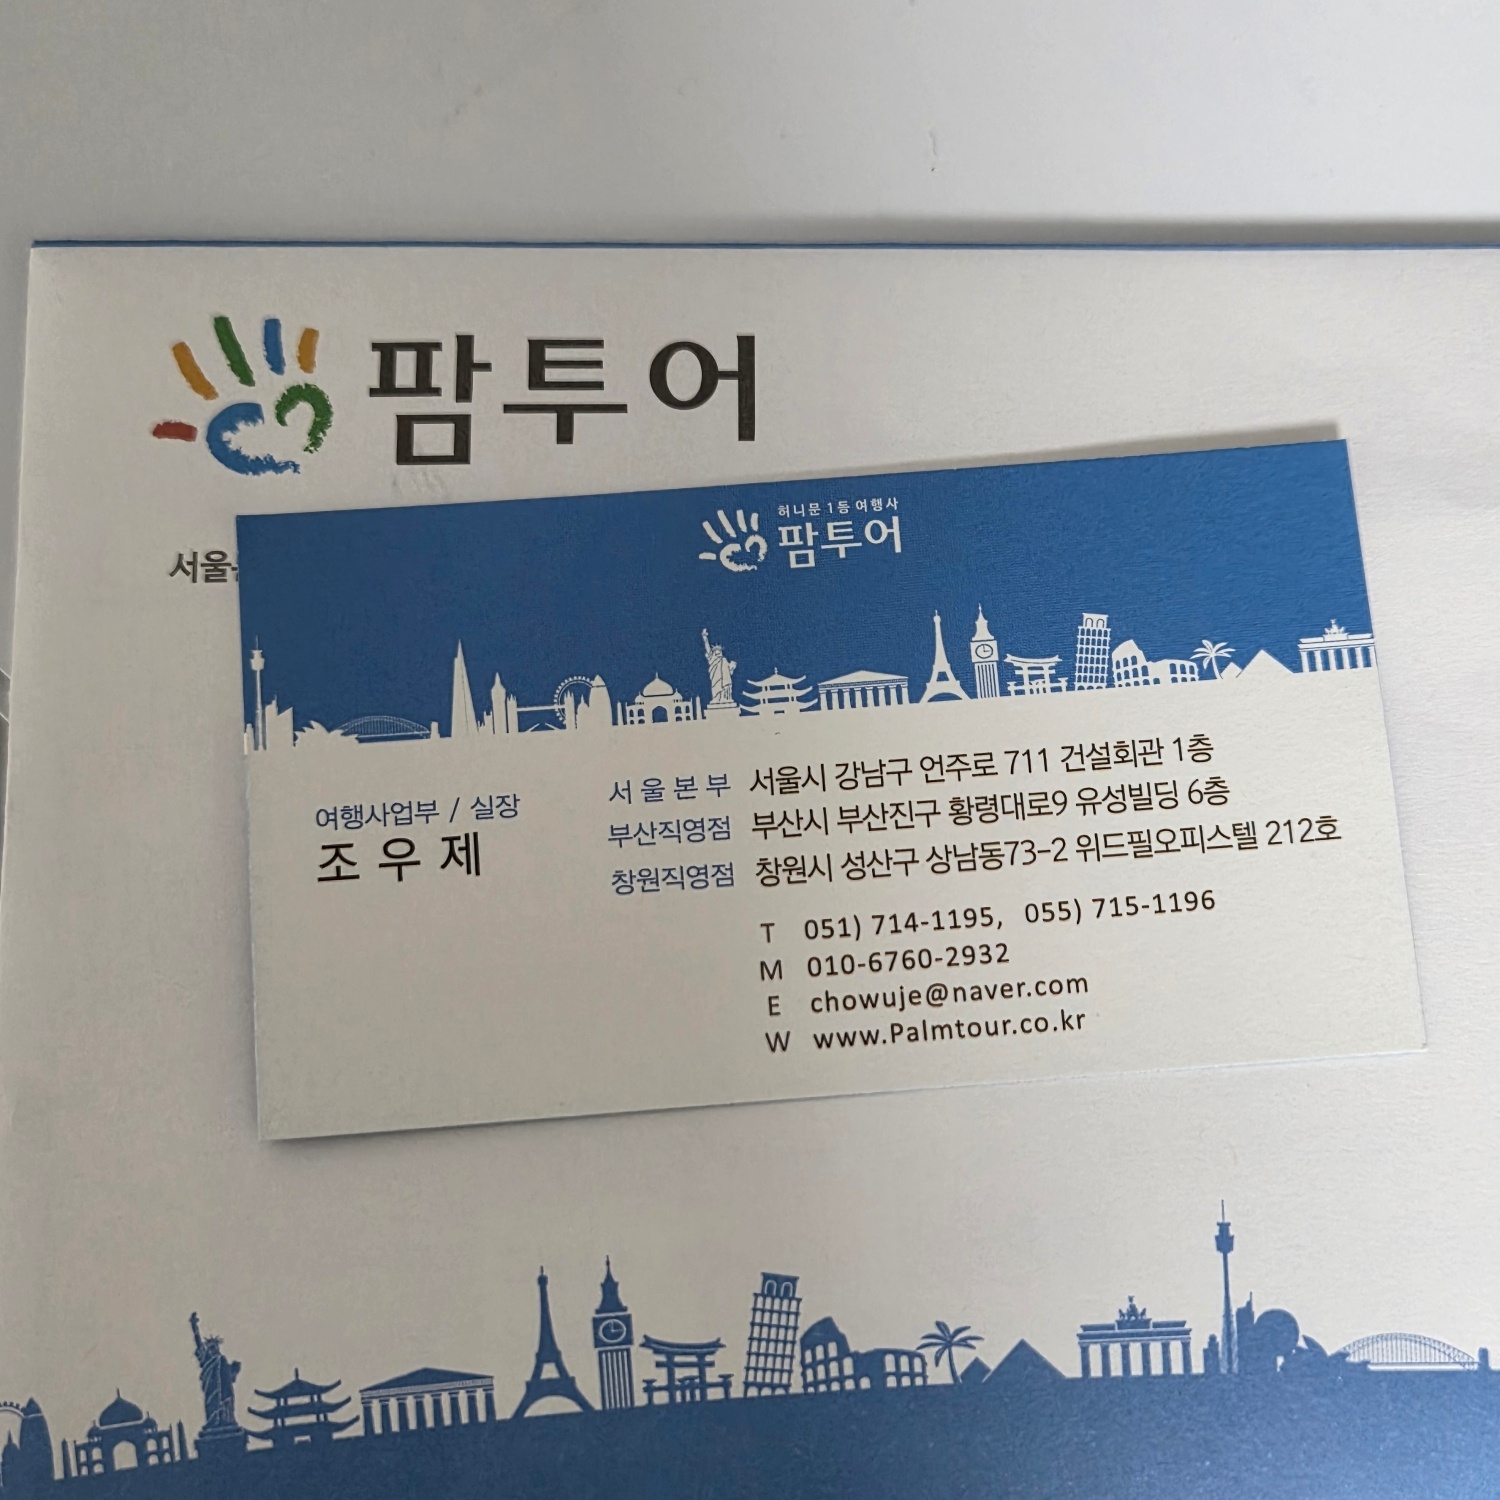 팜투어
서울
허니문 1등 여행사
팜투어
여행사업부 / 실장
조우제
서울본부 서울시 강남구 언주로 711 건설회관 1층
부산직영점 부산시 부산진구 황령대로9 유성빌딩 6층
창원직영점 창원시 성산구 상남동73-2 위드필오피스텔 212호
T 051) 714-1195, 055) 715-1196
M 010-6760-2932
E chowuje@naver.com
W www.Palmtour.co.kr